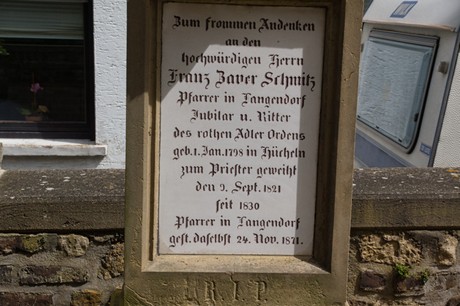 Zum frommen Andenken
an den
hochwürdigen Herrn
Franz Xaver Schmitz
Pfarrer in Langendorf
Jubilar u. Ritter
des rothen Adler Ordens
geb. 1. Jan. 1798 in Hücheln
zum Priester geweiht
den 9. Sept. 1821
seit 1830
Pfarrer in Langendorf
gest. daselbst 24. Nov. 1871.
R.I.P.